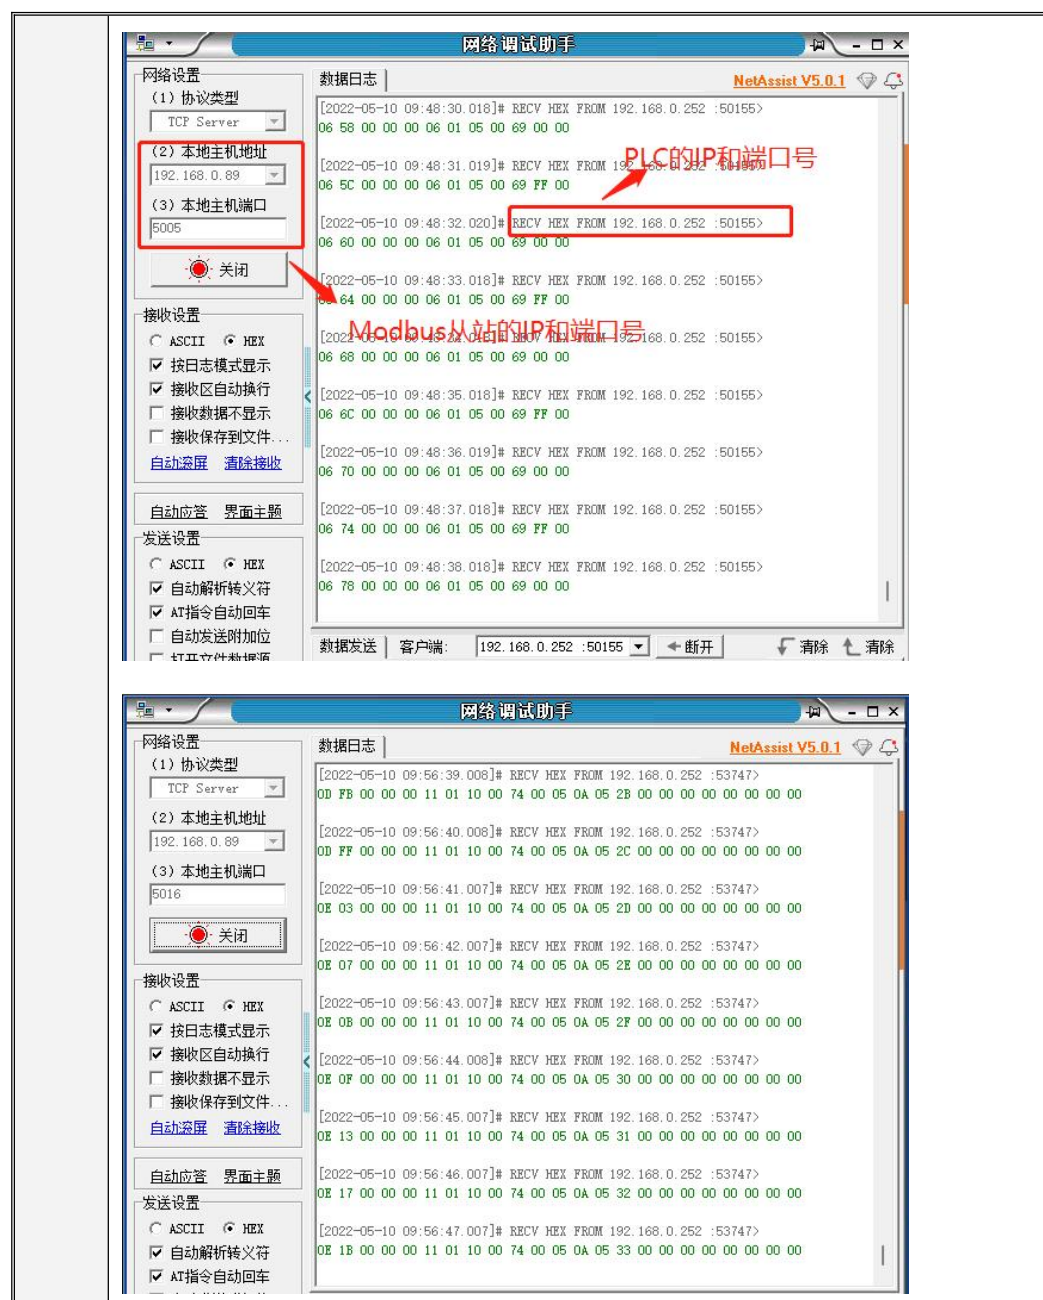 网络调试助手
网络设置
(1) 协议类型
TCP Server
(2) 本地主机地址
192.168.0.89
(3) 本地主机端口
5005
关闭
接收设置
ASCII HEX
按日志模式显示
接收区自动换行
接收数据不显示
接收保存到文件...
自动滚屏 清除接收
自动应答 界面主题
发送设置
ASCII HEX
自动解析转义符
AT指令自动回车
自动发送附加位
打开文件数据源
数据日志
NetAssist V5.0.1
[2022-05-10 09:48:30.018]# RECV HEX FROM 192.168.0.252 :50155>
06 58 00 00 00 06 01 05 00 69 00 00
PLC的IP和端口号
[2022-05-10 09:48:31.019]# RECV HEX FROM 192.168.0.252 :50155>
06 5C 00 00 00 06 01 05 00 69 FF 00
[2022-05-10 09:48:32.020]# RECV HEX FROM 192.168.0.252 :50155>
06 60 00 00 00 06 01 05 00 69 00 00
[2022-05-10 09:48:33.018]# RECV HEX FROM 192.168.0.252 :50155>
06 64 00 00 00 06 01 05 00 69 FF 00
Modbus从站的IP和端口号
[2022-05-10 09:48:34.018]# RECV HEX FROM 192.168.0.252 :50155>
06 68 00 00 00 06 01 05 00 69 00 00
[2022-05-10 09:48:35.018]# RECV HEX FROM 192.168.0.252 :50155>
06 6C 00 00 00 06 01 05 00 69 FF 00
[2022-05-10 09:48:36.019]# RECV HEX FROM 192.168.0.252 :50155>
06 70 00 00 00 06 01 05 00 69 00 00
[2022-05-10 09:48:37.018]# RECV HEX FROM 192.168.0.252 :50155>
06 74 00 00 00 06 01 05 00 69 FF 00
[2022-05-10 09:48:38.018]# RECV HEX FROM 192.168.0.252 :50155>
06 78 00 00 00 06 01 05 00 69 00 00
数据发送 客户端: 192.168.0.252 :50155 断开 清除 清除
网络调试助手
网络设置
(1) 协议类型
TCP Server
(2) 本地主机地址
192.168.0.89
(3) 本地主机端口
5016
关闭
接收设置
ASCII HEX
按日志模式显示
接收区自动换行
接收数据不显示
接收保存到文件...
自动滚屏 清除接收
自动应答 界面主题
发送设置
ASCII HEX
自动解析转义符
AT指令自动回车
数据日志
NetAssist V5.0.1
[2022-05-10 09:56:39.008]# RECV HEX FROM 192.168.0.252 :53747>
0D FB 00 00 00 11 01 10 00 74 00 05 0A 05 2B 00 00 00 00 00 00 00 00
[2022-05-10 09:56:40.008]# RECV HEX FROM 192.168.0.252 :53747>
0D FF 00 00 00 11 01 10 00 74 00 05 0A 05 2C 00 00 00 00 00 00 00 00
[2022-05-10 09:56:41.007]# RECV HEX FROM 192.168.0.252 :53747>
0E 03 00 00 00 11 01 10 00 74 00 05 0A 05 2D 00 00 00 00 00 00 00 00
[2022-05-10 09:56:42.007]# RECV HEX FROM 192.168.0.252 :53747>
0E 07 00 00 00 11 01 10 00 74 00 05 0A 05 2E 00 00 00 00 00 00 00 00
[2022-05-10 09:56:43.007]# RECV HEX FROM 192.168.0.252 :53747>
0E 0B 00 00 00 11 01 10 00 74 00 05 0A 05 2F 00 00 00 00 00 00 00 00
[2022-05-10 09:56:44.008]# RECV HEX FROM 192.168.0.252 :53747>
0E 0F 00 00 00 11 01 10 00 74 00 05 0A 05 30 00 00 00 00 00 00 00 00
[2022-05-10 09:56:45.007]# RECV HEX FROM 192.168.0.252 :53747>
0E 13 00 00 00 11 01 10 00 74 00 05 0A 05 31 00 00 00 00 00 00 00 00
[2022-05-10 09:56:46.007]# RECV HEX FROM 192.168.0.252 :53747>
0E 17 00 00 00 11 01 10 00 74 00 05 0A 05 32 00 00 00 00 00 00 00 00
[2022-05-10 09:56:47.007]# RECV HEX FROM 192.168.0.252 :53747>
0E 1B 00 00 00 11 01 10 00 74 00 05 0A 05 33 00 00 00 00 00 00 00 00